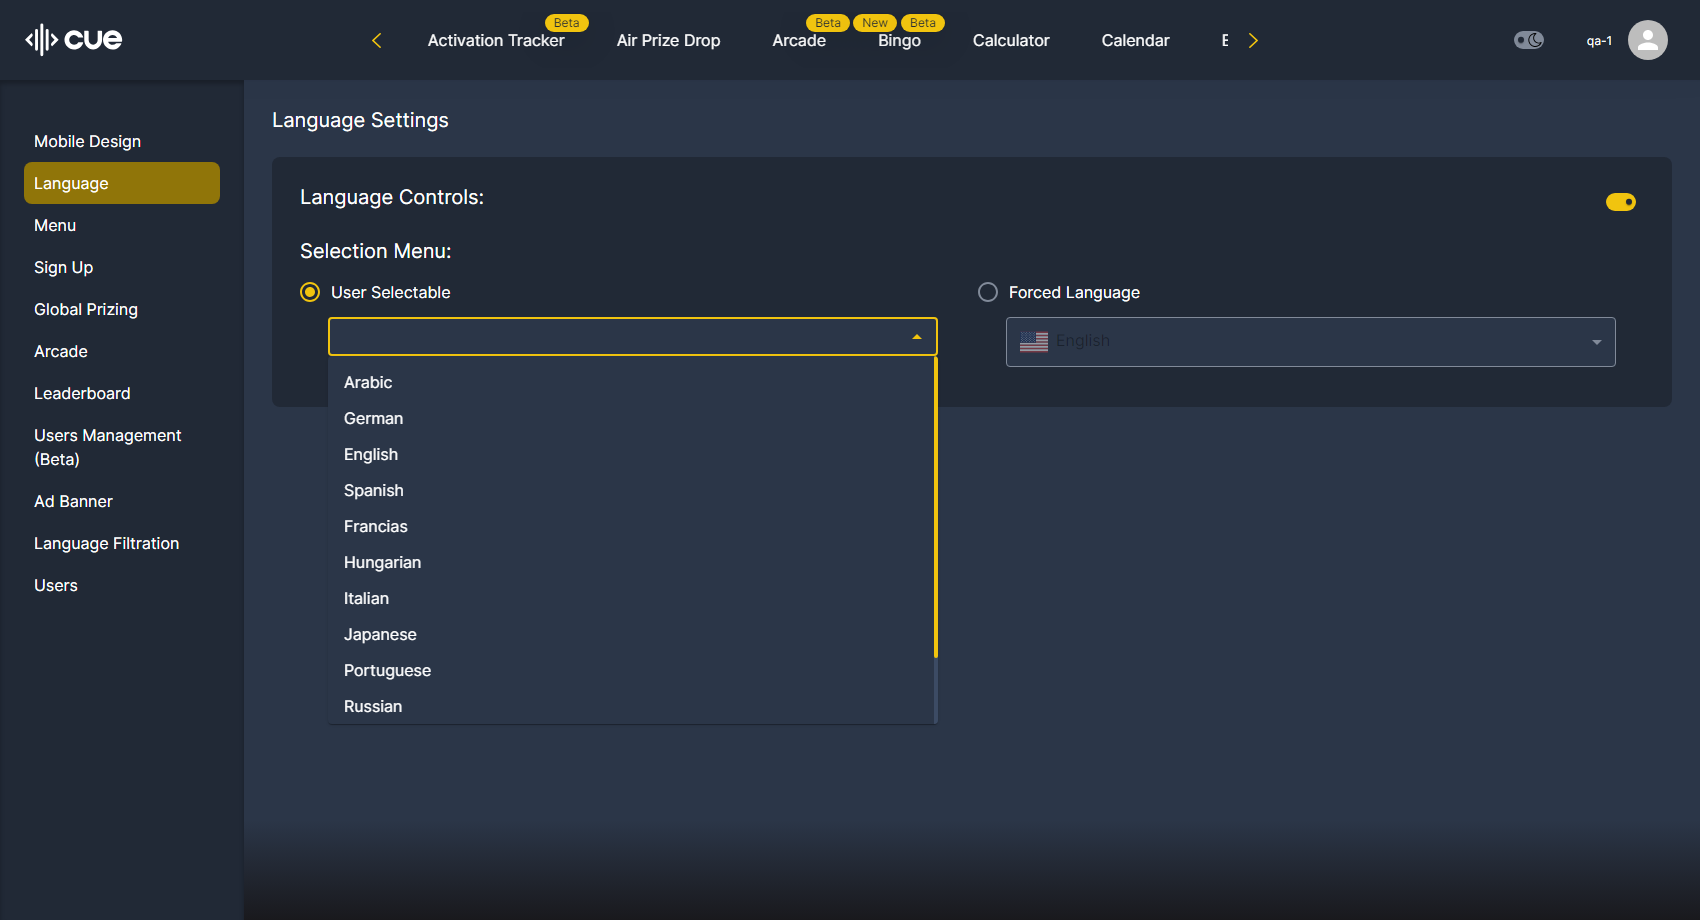 cue
Beta
Beta
New
Beta
Activation Tracker
Air Prize Drop
Arcade
Bingo
Calculator
Calendar
qa-1
Mobile Design
Language
Menu
Sign Up
Global Prizing
Arcade
Leaderboard
Users Management
(Beta)
Ad Banner
Language Filtration
Users
Language Settings
Language Controls:
Selection Menu:
User Selectable
Forced Language
English
Arabic
German
English
Spanish
Francias
Hungarian
Italian
Japanese
Portuguese
Russian